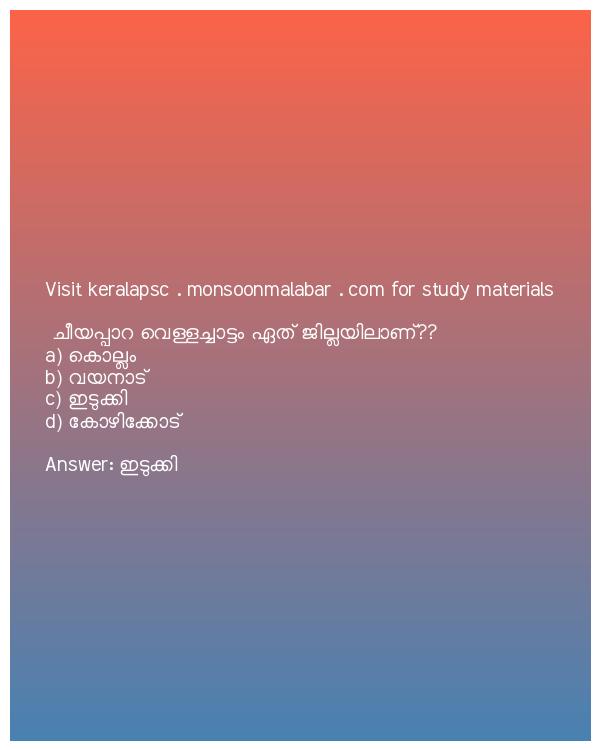 Visit keralapsc . monsoonmalabar . com for study materials
ചീയപ്പാറ വെള്ളച്ചാട്ടം ഏത് ജില്ലയിലാണ്??
a) കൊല്ലം
b) വയനാട്
c) ഇടുക്കി
d) കോഴിക്കോട്
Answer: ഇടുക്കി